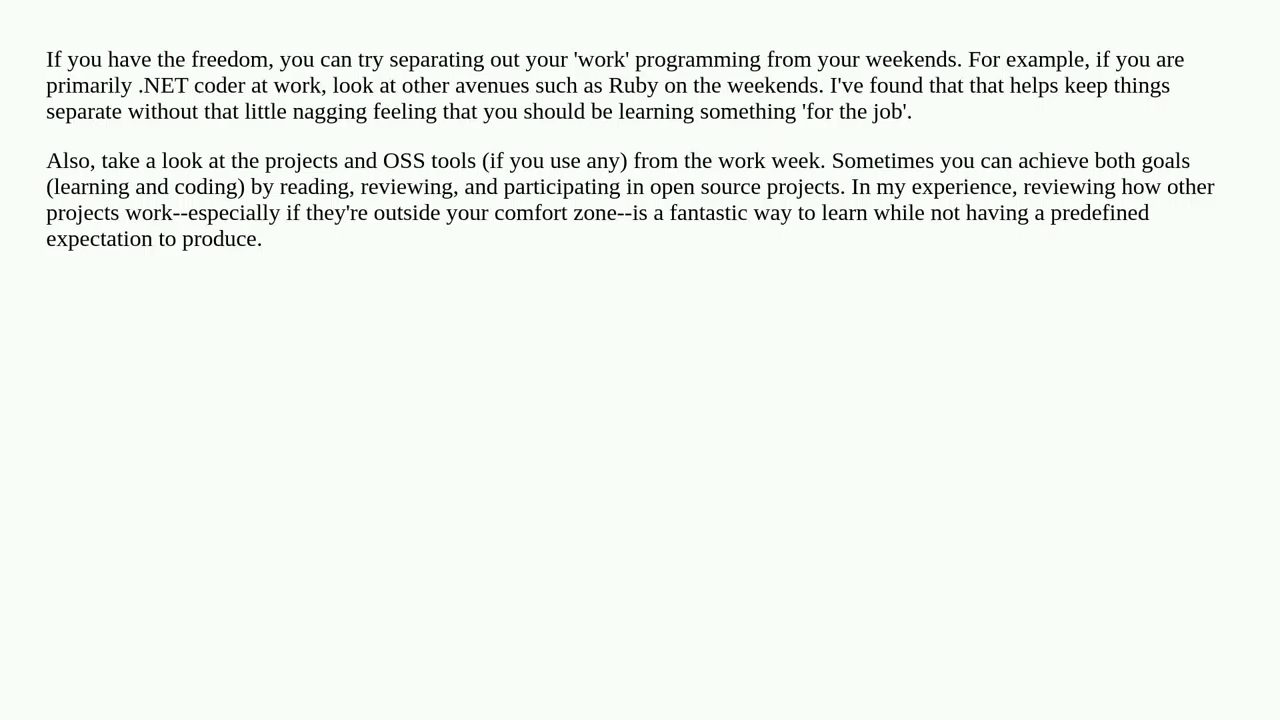 If you have the freedom, you can try separating out your 'work' programming from your weekends. For example, if you are
primarily .NET coder at work, look at other avenues such as Ruby on the weekends. I've found that that helps keep things
separate without that little nagging feeling that you should be learning something 'for the job'.
Also, take a look at the projects and OSS tools (if you use any) from the work week. Sometimes you can achieve both goals
(learning and coding) by reading, reviewing, and participating in open source projects. In my experience, reviewing how other
projects work--especially if they're outside your comfort zone--is a fantastic way to learn while not having a predefined
expectation to produce.